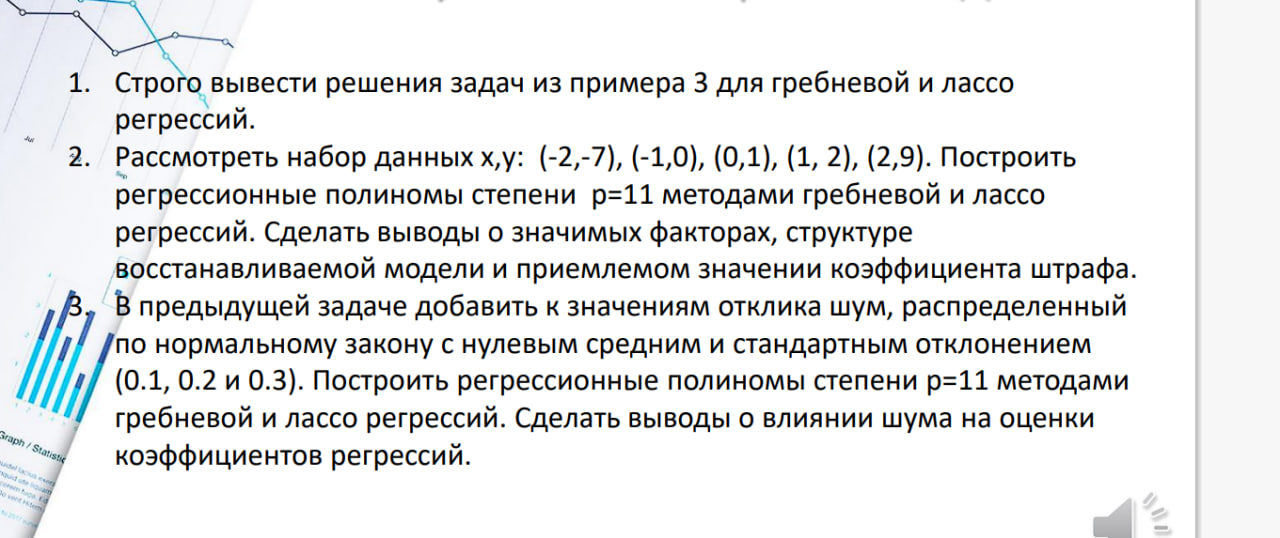 1. Строго вывести решения задач из примера 3 для гребневой и лассо
регрессий.
2. Рассмотреть набор данных x,y: (-2,-7), (-1,0), (0,1), (1, 2), (2,9). Построить
регрессионные полиномы степени p=11 методами гребневой и лассо
регрессий. Сделать выводы о значимых факторах, структуре
восстанавливаемой модели и приемлемом значении коэффициента штрафа.
3. В предыдущей задаче добавить к значениям отклика шум, распределенный
по нормальному закону с нулевым средним и стандартным отклонением
(0.1, 0.2 и 0.3). Построить регрессионные полиномы степени p=11 методами
гребневой и лассо регрессий. Сделать выводы о влиянии шума на оценки
коэффициентов регрессий.
Jul
Sep
Graph / Statistic